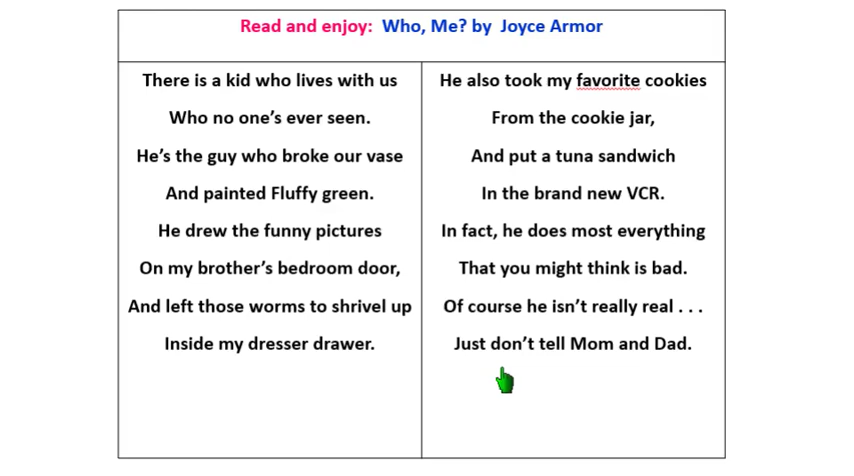 Read and enjoy: Who, Me? by Joyce Armor
There is a kid who lives with us
Who no one’s ever seen.
He’s the guy who broke our vase
And painted Fluffy green.
He drew the funny pictures
On my brother’s bedroom door,
And left those worms to shrivel up
Inside my dresser drawer.
He also took my favorite cookies
From the cookie jar,
And put a tuna sandwich
In the brand new VCR.
In fact, he does most everything
That you might think is bad.
Of course he isn’t really real . . .
Just don’t tell Mom and Dad.